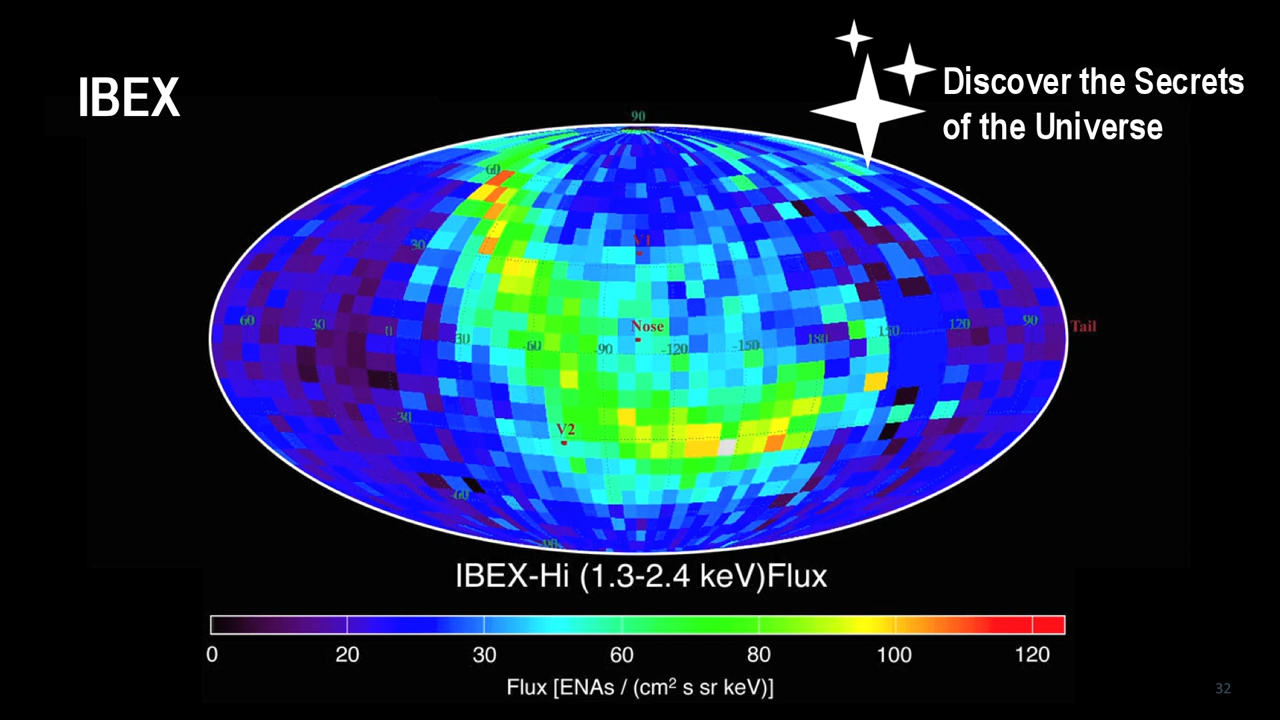 IBEX
Discover the Secrets
of the Universe
90
60
30
V1
Nose
60
30
0
-30
-60
-90
-120
-150
180
150
120
90
Tail
-30
V2
-60
-90
IBEX-Hi (1.3-2.4 keV)Flux
0 20 30 60 80 100 120
Flux [ENAs / (cm² s sr keV)]
32